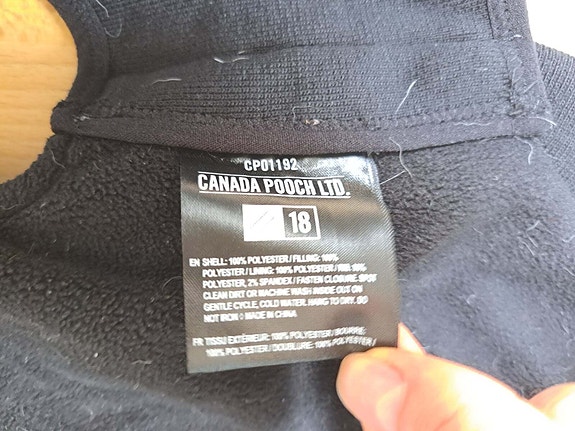 CP01192
CANADA POOCH LTD.
18
EN SHELL: 100% POLYESTER / FILLING: 100%
POLYESTER / LINING: 100% POLYESTER / RIB:
POLYESTER, 2% SPANDEX / FASTEN CLOSURE. SPOT
CLEAN DIRT OR MACHINE WASH INSIDE OUT ON
GENTLE CYCLE, COLD WATER. HANG TO DRY. DO
NOT IRON ◊ MADE IN CHINA
FR TISSU EXTÉRIEUR: 100% POLYESTER / BOURRE:
100% POLYESTER / DOUBLURE: 100% POLYESTER /